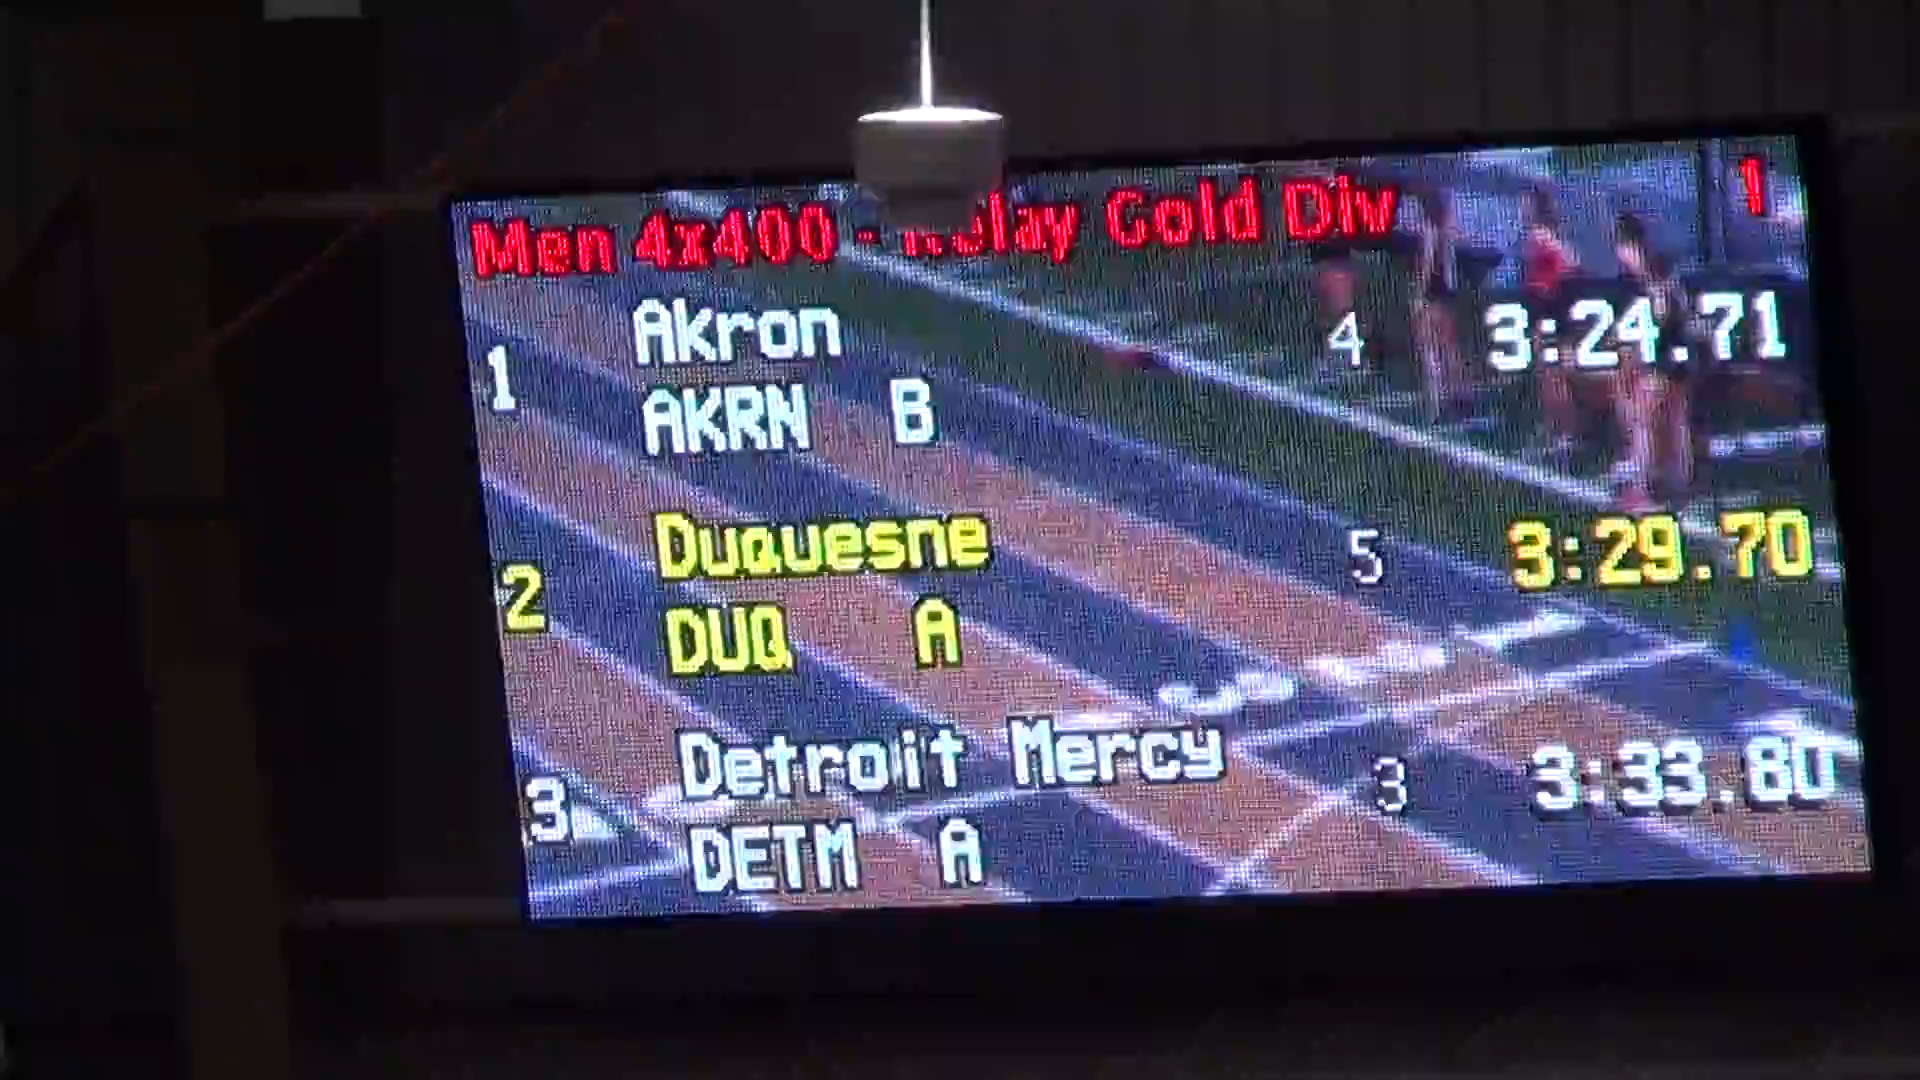 Men 4x400 - Relay Gold Div 1
1 Akron 4 3:24.71
AKRN B
2 Duquesne 5 3:29.70
DUQ A
3 Detroit Mercy 3 3:33.80
DETM A